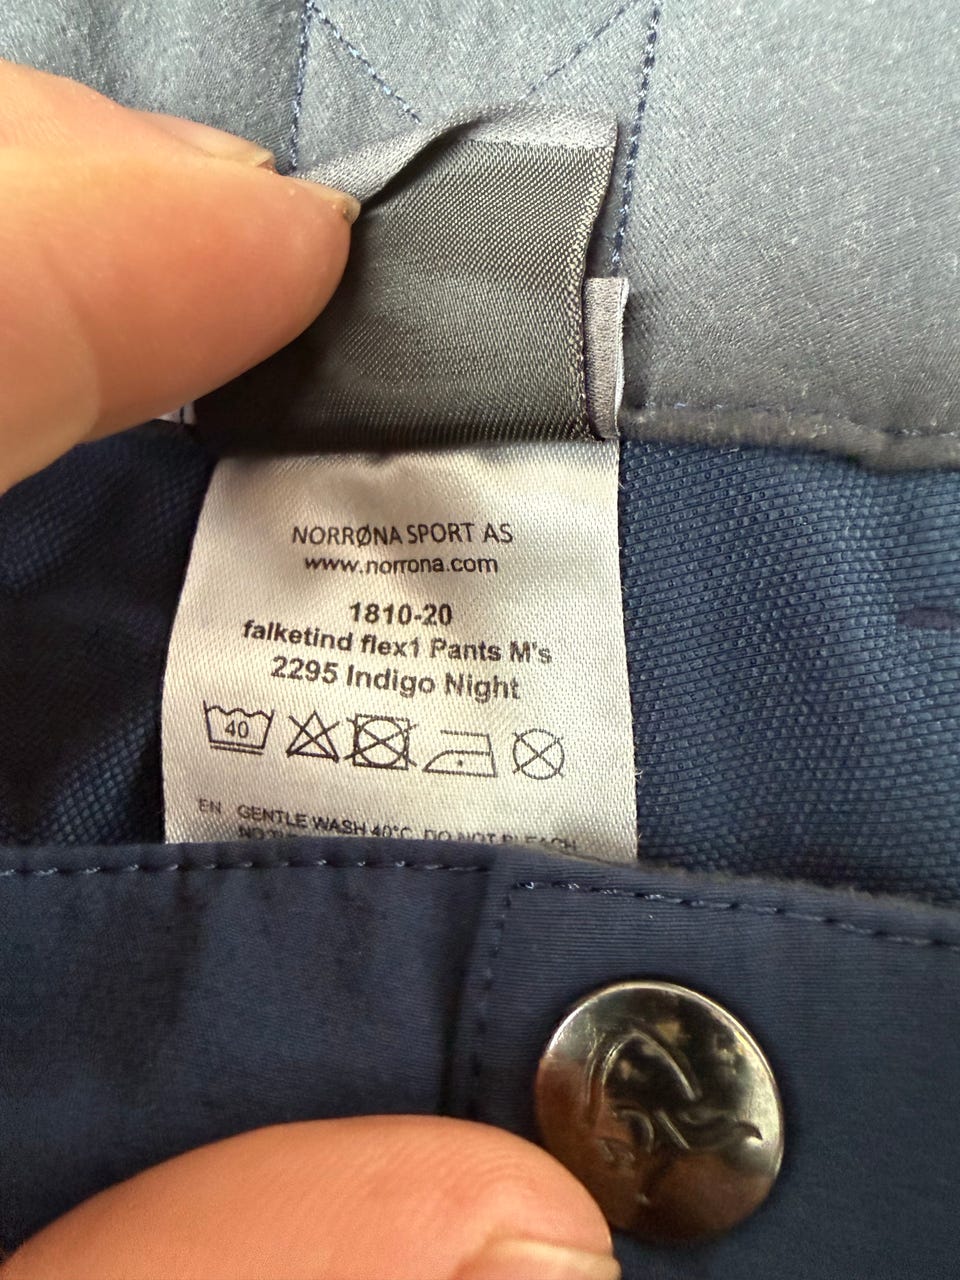 NORRØNA SPORT AS
www.norrona.com
1810-20
falketind flex1 Pants M's
2295 Indigo Night
40
EN GENTLE WASH 40°C, DO NOT BLEACH